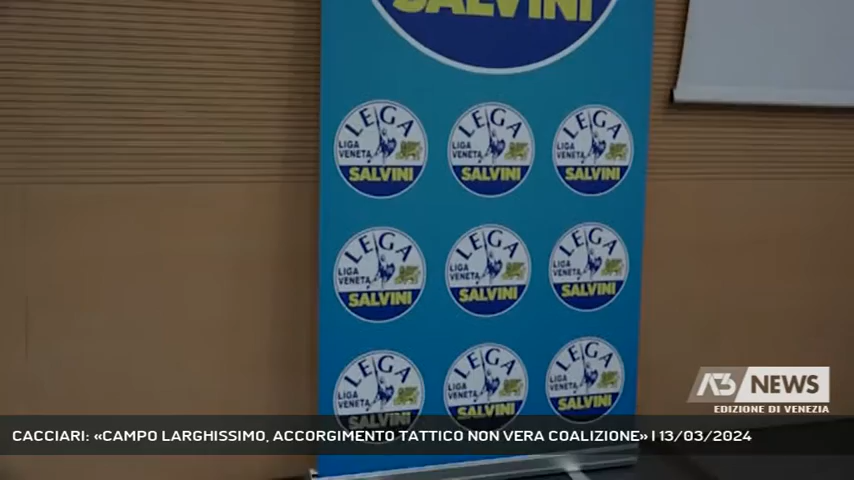 SALVINI
LEGA
LIGA
VENETA
SALVINI
LEGA
LIGA
VENETA
SALVINI
LEGA
LIGA
VENETA
SALVINI
LEGA
LIGA
VENETA
SALVINI
LEGA
LIGA
VENETA
SALVINI
LEGA
LIGA
VENETA
SALVINI
LEGA
LIGA
VENETA
SALVINI
LEGA
LIGA
VENETA
SALVINI
LEGA
LIGA
VENETA
SALVINI
A3 NEWS
EDIZIONE DI VENEZIA
CACCIARI: «CAMPO LARGHISSIMO, ACCORGIMENTO TATTICO NON VERA COALIZIONE» | 13/03/2024